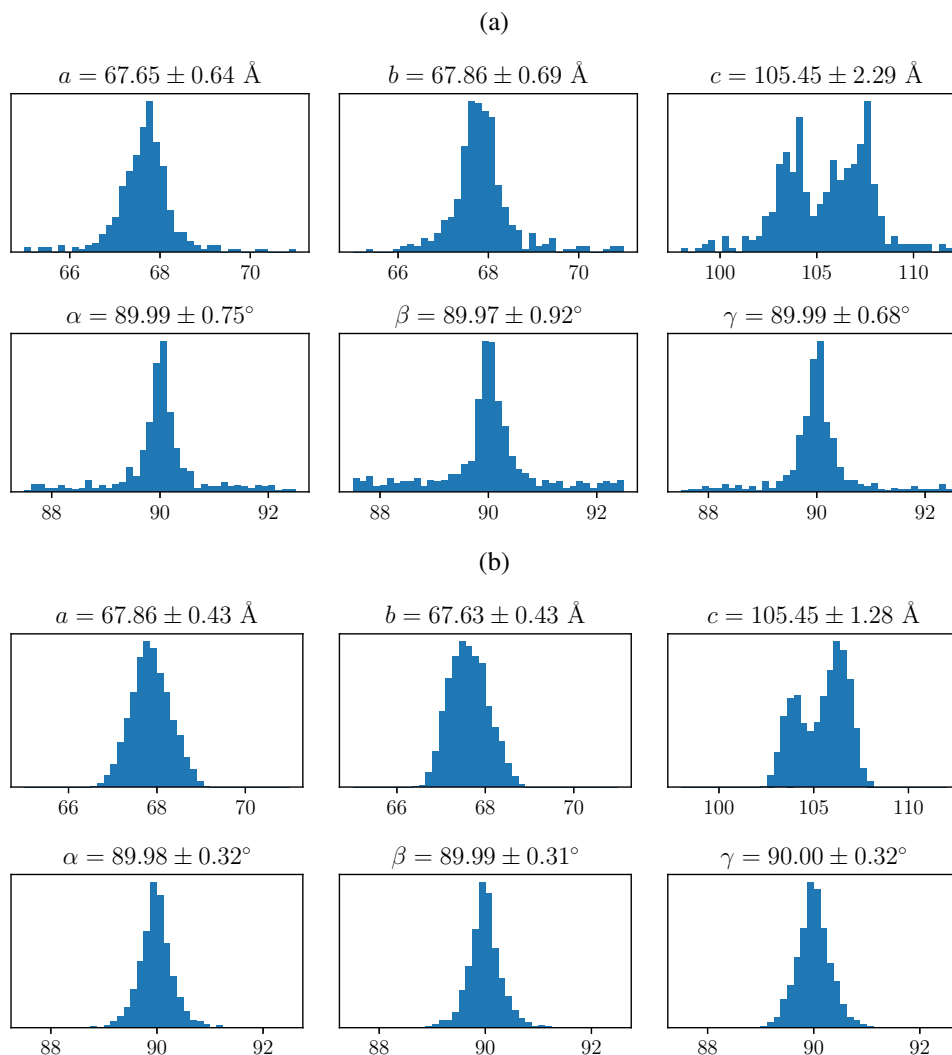 (a)
a = 67.65 ± 0.64 Å b = 67.86 ± 0.69 Å c = 105.45 ± 2.29 Å
66 68 70 66 68 70 100 105 110
α = 89.99 ± 0.75° β = 89.97 ± 0.92° γ = 89.99 ± 0.68°
88 90 92 88 90 92 88 90 92
(b)
a = 67.86 ± 0.43 Å b = 67.63 ± 0.43 Å c = 105.45 ± 1.28 Å
66 68 70 66 68 70 100 105 110
α = 89.98 ± 0.32° β = 89.99 ± 0.31° γ = 90.00 ± 0.32°
88 90 92 88 90 92 88 90 92